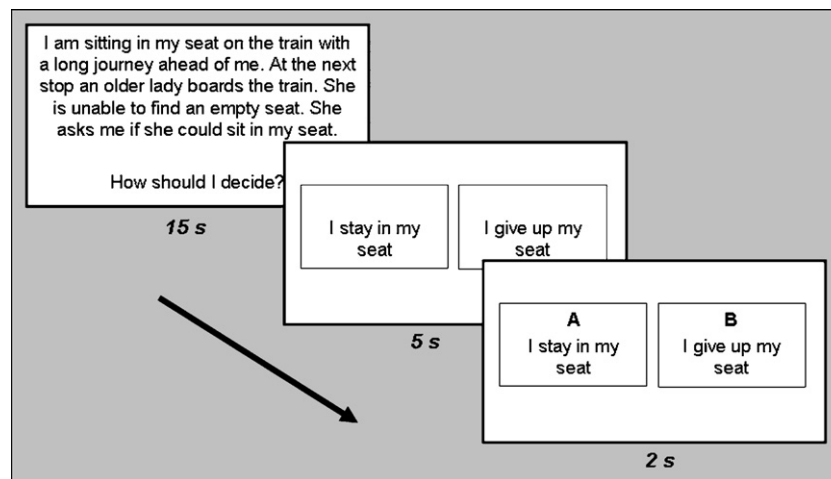 I am sitting in my seat on the train with
a long journey ahead of me. At the next
stop an older lady boards the train. She
is unable to find an empty seat. She
asks me if she could sit in my seat.
How should I decide?
15 s
I stay in my
seat
I give up my
seat
5 s
A
I stay in my
seat
B
I give up my
seat
2 s